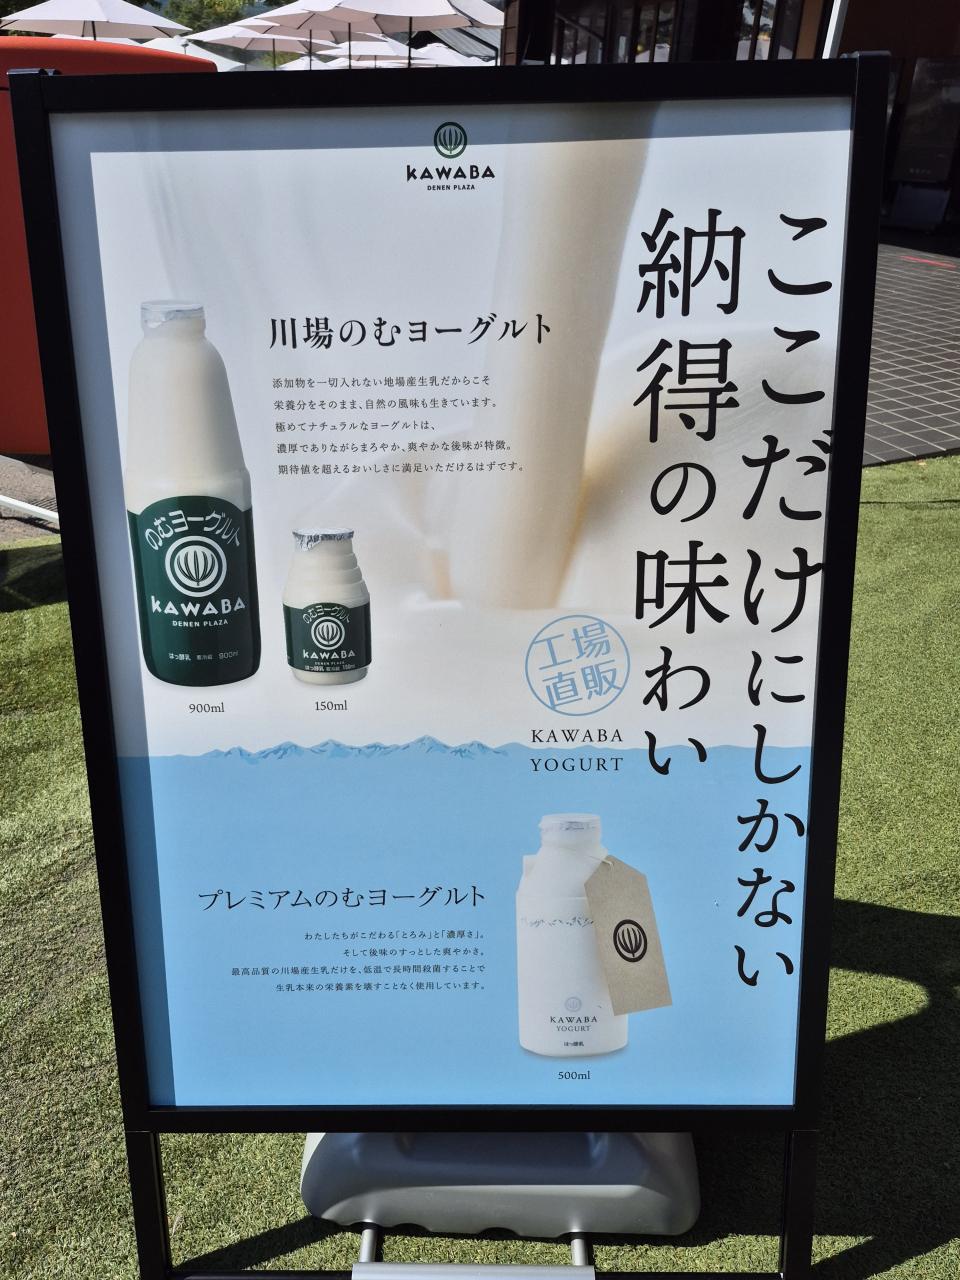 KAWABA
DENEN PLAZA
ここだけにしかない
納得の味わい
川場のむヨーグルト
添加物を一切入れない地場産生乳だからこそ
栄養分をそのまま、自然の風味も生きています。
極めてナチュラルなヨーグルトは、
濃厚でありながらまろやか、爽やかな後味が特徴。
期待値を超えるおいしさに満足いただけるはずです。
のむヨーグルト
KAWABA
DENEN PLAZA
はっ酵乳 要冷蔵 900ml
900ml
のむヨーグルト
KAWABA
DENEN PLAZA
はっ酵乳 要冷蔵 150ml
150ml
工場
直販
KAWABA
YOGURT
プレミアムのむヨーグルト
わたしたちがこだわる「とろみ」と「濃厚さ」。
そして後味のすっとした爽やかさ。
最高品質の川場産生乳だけを、低温で長時間殺菌することで
生乳本来の栄養素を壊すことなく使用しています。
KAWABA
YOGURT
はっ酵乳
500ml